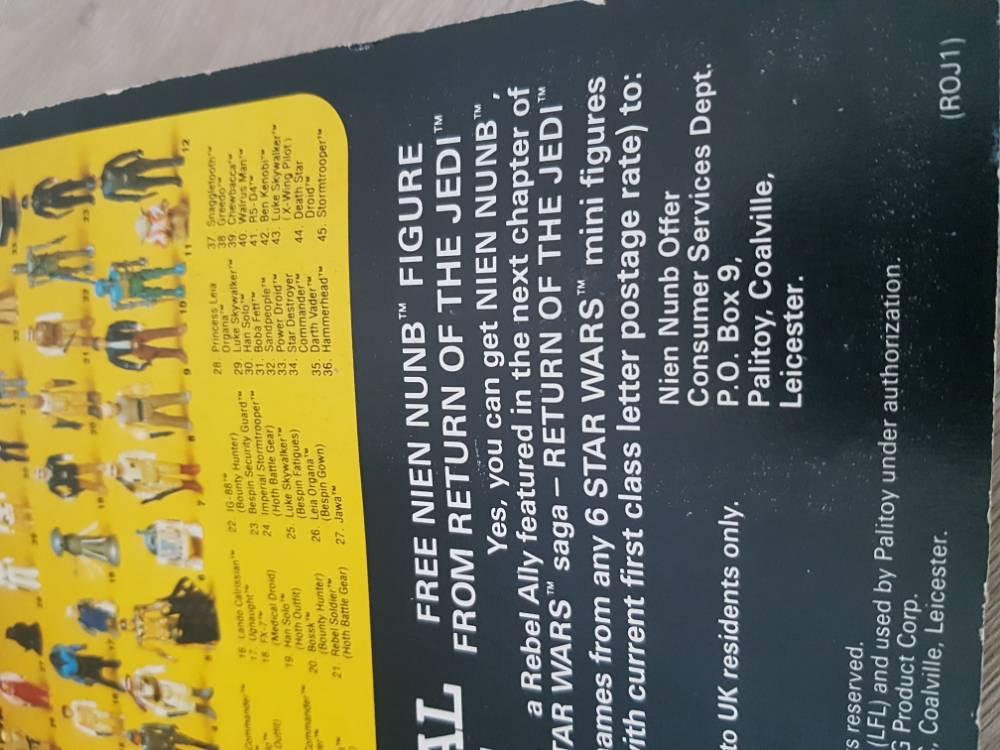 Commander™
Outfit)
Commander™
16. Lando Calrissian™
17. Ugnaught™
18. FX-7™
(Medical Droid)
19. Han Solo™
(Hoth Outfit)
20. Bossk™
(Bounty Hunter)
21. Rebel Soldier™
(Hoth Battle Gear)
22. IG-88™
(Bounty Hunter)
23. Bespin Security Guard™
24. Imperial Stormtrooper™
(Hoth Battle Gear)
25. Luke Skywalker™
(Bespin Fatigues)
26. Leia Organa™
(Bespin Gown)
27. Jawa™
28. Princess Leia
Organa™
29. Luke Skywalker™
30. Han Solo™
31. Boba Fett™
32. Sandpeople™
33. Power Droid™
34. Star Destroyer
Commander™
35. Darth Vader™
36. Hammerhead™
37. Snaggletooth™
38. Greedo™
39. Chewbacca™
40. Walrus Man™
41. R5-D4™
42. Ben Kenobi™
43. Luke Skywalker™
(X-Wing Pilot)
44. Death Star
Droid™
45. Stormtrooper™
AL FREE NIEN NUNB™ FIGURE
FROM RETURN OF THE JEDI™
Yes, you can get NIEN NUNB™,
a Rebel Ally featured in the next chapter of
TAR WARS™ saga – RETURN OF THE JEDI™
ames from any 6 STAR WARS™ mini figures
ith current first class letter postage rate) to:
Nien Nunb Offer
Consumer Services Dept.
P.O. Box 9,
Palitoy, Coalville,
Leicester.
to UK residents only.
s reserved.
(LFL) and used by Palitoy under authorization.
Product Corp.
Coalville, Leicester.
(ROJ1)